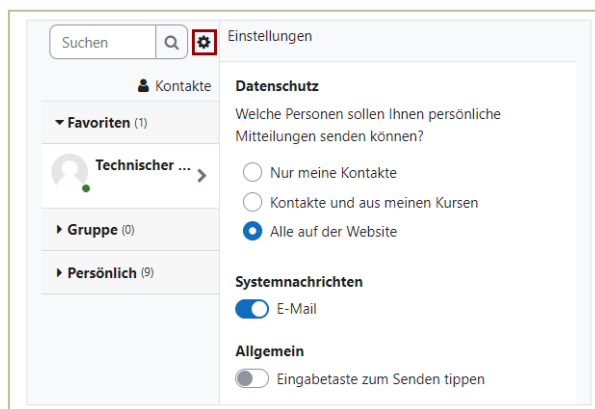 Suchen
Kontakte
Favoriten (1)
Technischer ...
Gruppe (0)
Persönlich (9)
Einstellungen
Datenschutz
Welche Personen sollen Ihnen persönliche
Mitteilungen senden können?
Nur meine Kontakte
Kontakte und aus meinen Kursen
Alle auf der Website
Systemnachrichten
E-Mail
Allgemein
Eingabetaste zum Senden tippen